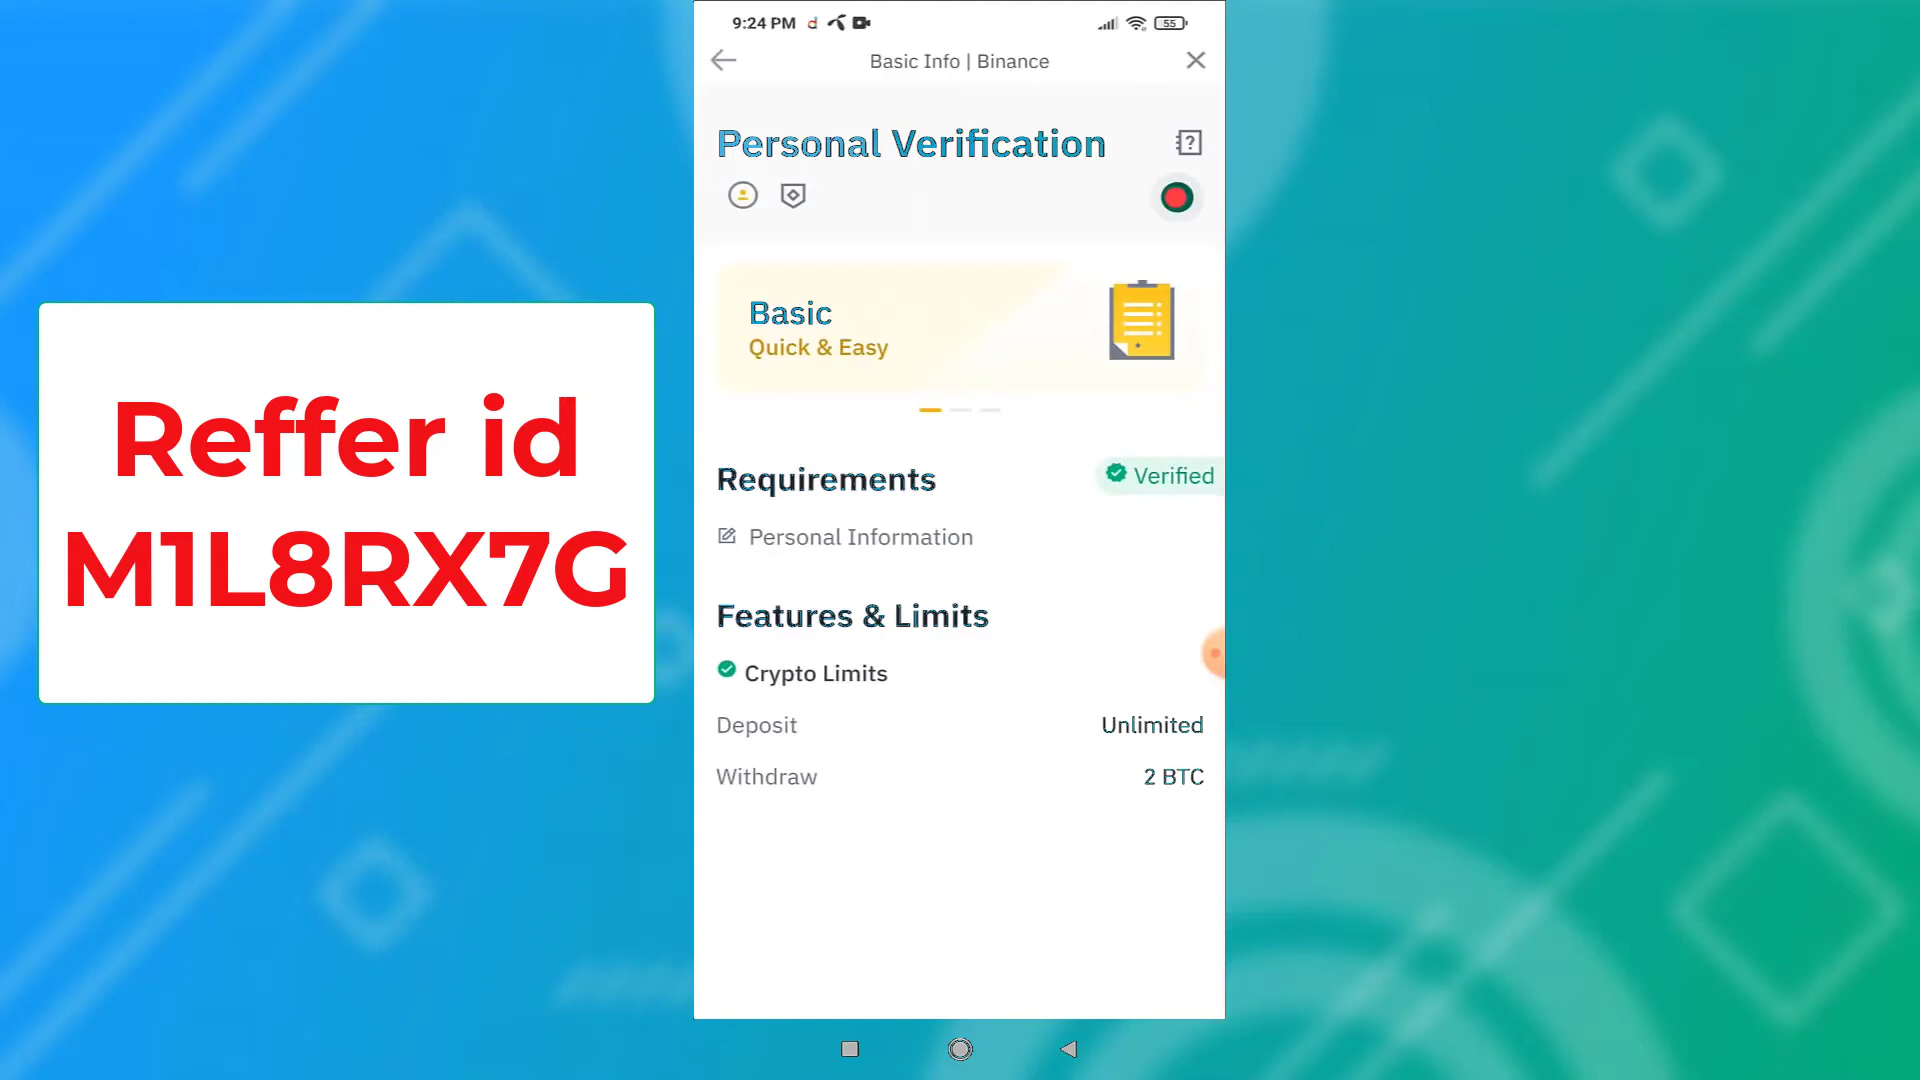 9:24 PM
55
Basic Info | Binance
Personal Verification
Basic
Quick & Easy
Reffer id
M1L8RX7G
Requirements
Verified
Personal Information
Features & Limits
Crypto Limits
Deposit Unlimited
Withdraw 2 BTC